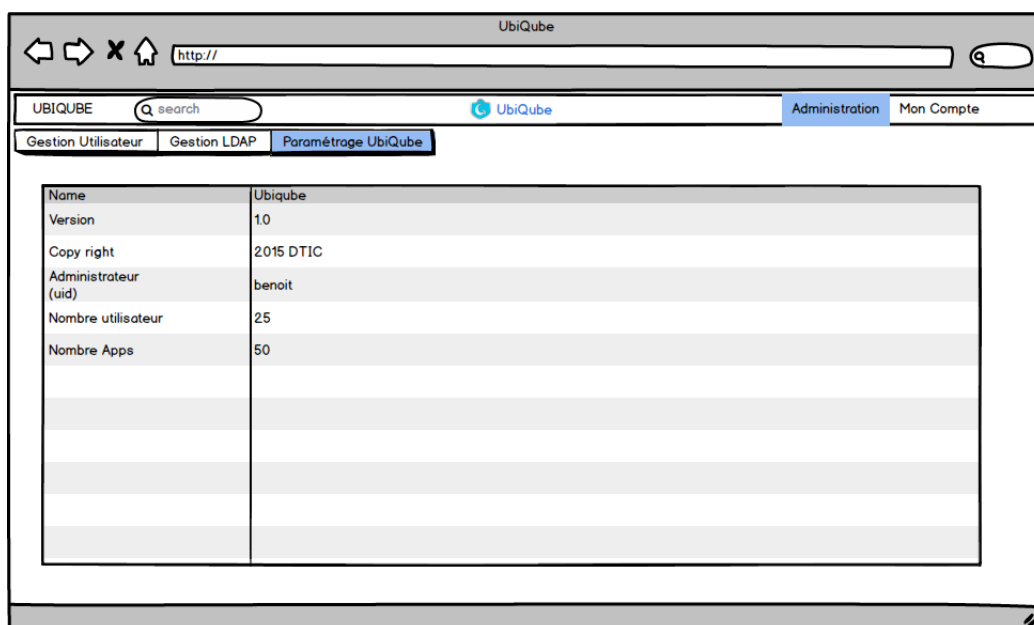 UbiQube
http://
UBIQUBE search UbiQube Administration Mon Compte
Gestion Utilisateur Gestion LDAP Paramétrage UbiQube
Name Ubiqube
Version 1.0
Copy right 2015 DTIC
Administrateur
(uid) benoit
Nombre utilisateur 25
Nombre Apps 50